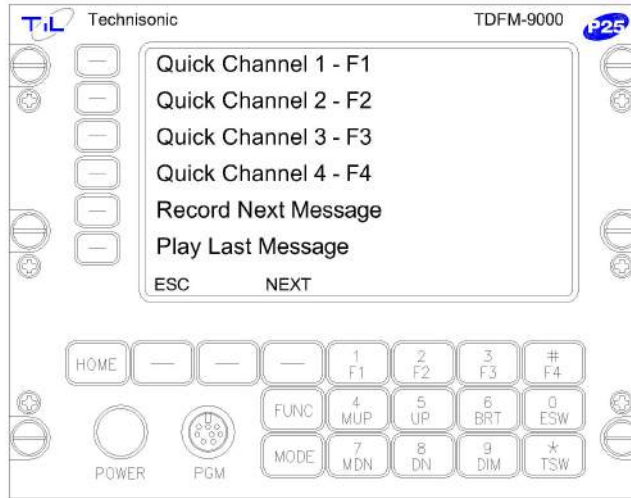 TiL Technisonic TDFM-9000 P25
Quick Channel 1 - F1
Quick Channel 2 - F2
Quick Channel 3 - F3
Quick Channel 4 - F4
Record Next Message
Play Last Message
ESC NEXT
HOME — — — 1 F1 2 F2 3 F3 # F4
FUNC 4 MUP 5 UP 6 BRT 0 ESW
MODE 7 MDN 8 DN 9 DIM * TSW
POWER PGM